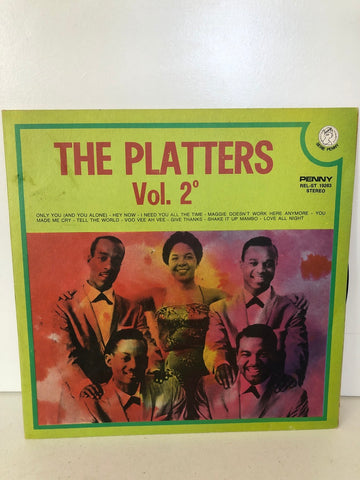 THE PLATTERS
Vol. 2º
PENNY
REL-ST 19283
STEREO
ONLY YOU (AND YOU ALONE) - HEY NOW - I NEED YOU ALL THE TIME - MAGGIE DOESN'T WORK HERE ANYMORE - YOU
MADE ME CRY - TELL THE WORLD - VOO VEE AH VEE - GIVE THANKS - SHAKE IT UP MAMBO - LOVE ALL NIGHT